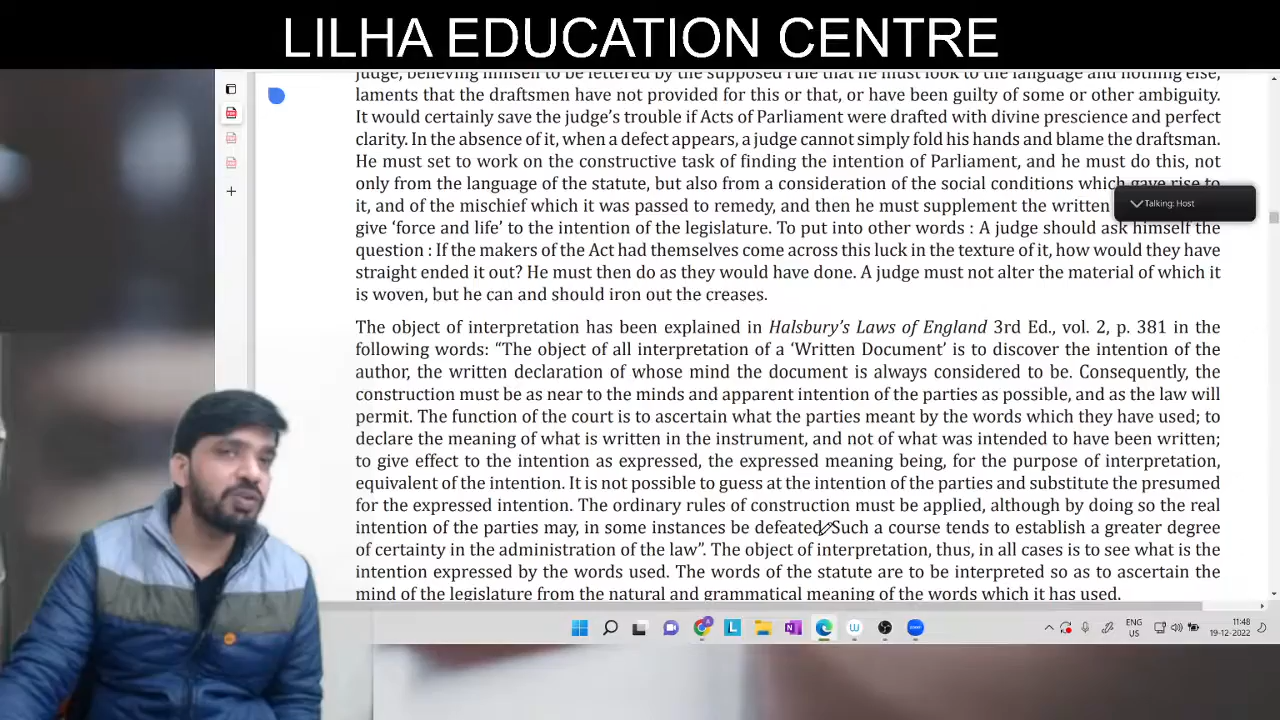 LILHA EDUCATION CENTRE
judge, believing himself to be fettered by the supposed rule that he must look to the language and nothing else,
laments that the draftsmen have not provided for this or that, or have been guilty of some or other ambiguity.
It would certainly save the judge's trouble if Acts of Parliament were drafted with divine prescience and perfect
clarity. In the absence of it, when a defect appears, a judge cannot simply fold his hands and blame the draftsman.
He must set to work on the constructive task of finding the intention of Parliament, and he must do this, not
only from the language of the statute, but also from a consideration of the social conditions which gave rise to
it, and of the mischief which it was passed to remedy, and then he must supplement the written
Talking: Host
give ‘force and life’ to the intention of the legislature. To put into other words : A judge should ask himself the
question : If the makers of the Act had themselves come across this luck in the texture of it, how would they have
straight ended it out? He must then do as they would have done. A judge must not alter the material of which it
is woven, but he can and should iron out the creases.
The object of interpretation has been explained in Halsbury's Laws of England 3rd Ed., vol. 2, p. 381 in the
following words: “The object of all interpretation of a ‘Written Document’ is to discover the intention of the
author, the written declaration of whose mind the document is always considered to be. Consequently, the
construction must be as near to the minds and apparent intention of the parties as possible, and as the law will
permit. The function of the court is to ascertain what the parties meant by the words which they have used; to
declare the meaning of what is written in the instrument, and not of what was intended to have been written;
to give effect to the intention as expressed, the expressed meaning being, for the purpose of interpretation,
equivalent of the intention. It is not possible to guess at the intention of the parties and substitute the presumed
for the expressed intention. The ordinary rules of construction must be applied, although by doing so the real
intention of the parties may, in some instances be defeated. Such a course tends to establish a greater degree
of certainty in the administration of the law”. The object of interpretation, thus, in all cases is to see what is the
intention expressed by the words used. The words of the statute are to be interpreted so as to ascertain the
mind of the legislature from the natural and grammatical meaning of the words which it has used.
ENG
US
11:48
19-12-2022